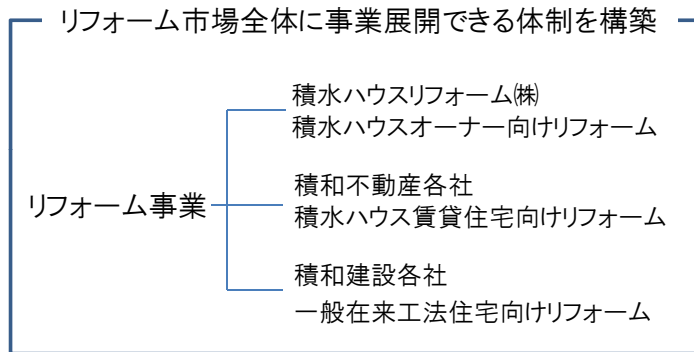 リフォーム市場全体に事業展開できる体制を構築
リフォーム事業
積水ハウスリフォーム㈱
積水ハウスオーナー向けリフォーム
積和不動産各社
積水ハウス賃貸住宅向けリフォーム
積和建設各社
一般在来工法住宅向けリフォーム